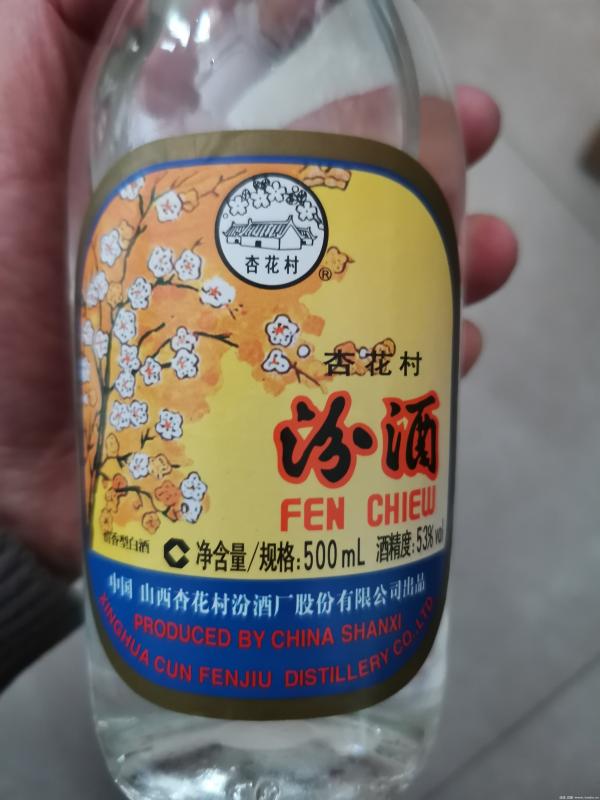 杏花村
®
杏花村
汾酒
FEN CHIEW
清香型白酒
净含量/规格:500mL 酒精度:53%vol
中国 山西杏花村汾酒厂股份有限公司出品
PRODUCED BY CHINA SHANXI
XINGHUA CUN FENJIU DISTILLERY CO.,LTD